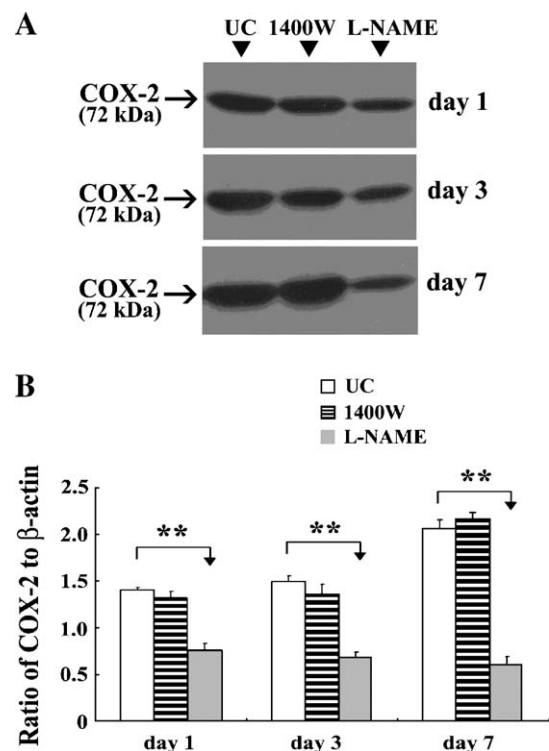 A
UC 1400W L-NAME
COX-2
(72 kDa)
day 1
COX-2
(72 kDa)
day 3
COX-2
(72 kDa)
day 7
B
UC
1400W
L-NAME
Ratio of COX-2 to β-actin
2.5
2.0
1.5
1.0
0.5
0
** ** **
day 1 day 3 day 7